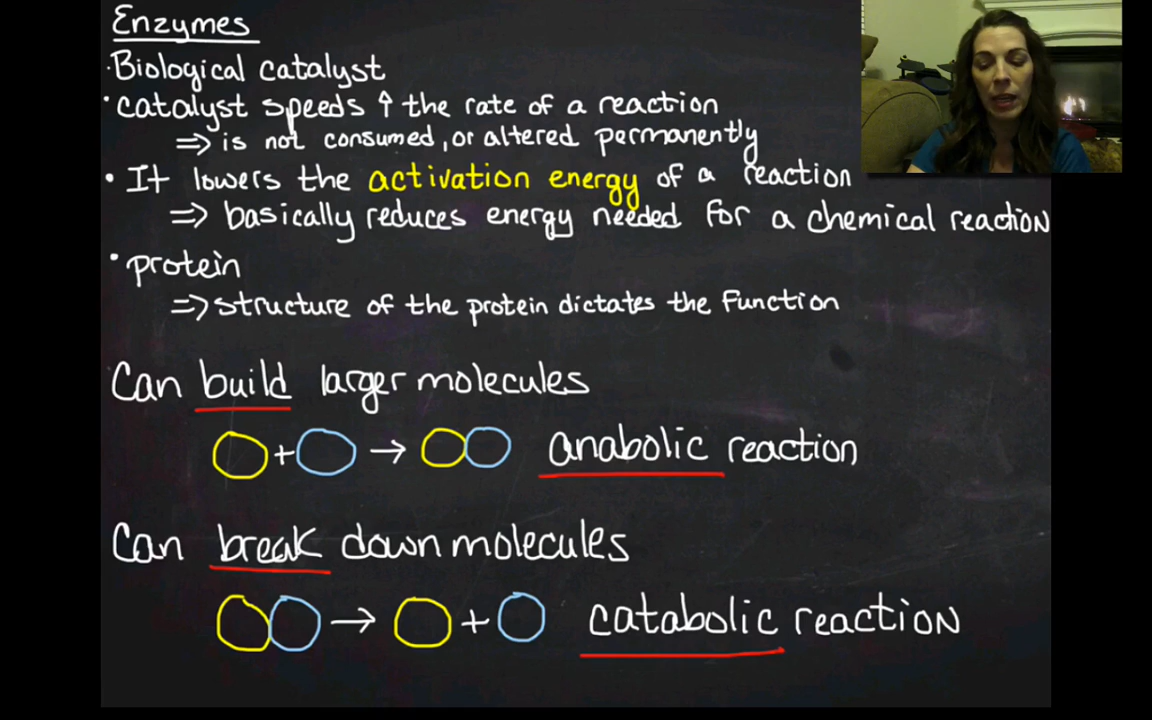 Enzymes
·Biological catalyst
·catalyst speeds ↑ the rate of a reaction
⇒ is not consumed, or altered permanently
· It lowers the activation energy of a reaction
⇒ basically reduces energy needed for a chemical reaction
·protein
⇒ structure of the protein dictates the function
Can build larger molecules
+ → anabolic reaction
Can break down molecules
→ + catabolic reaction